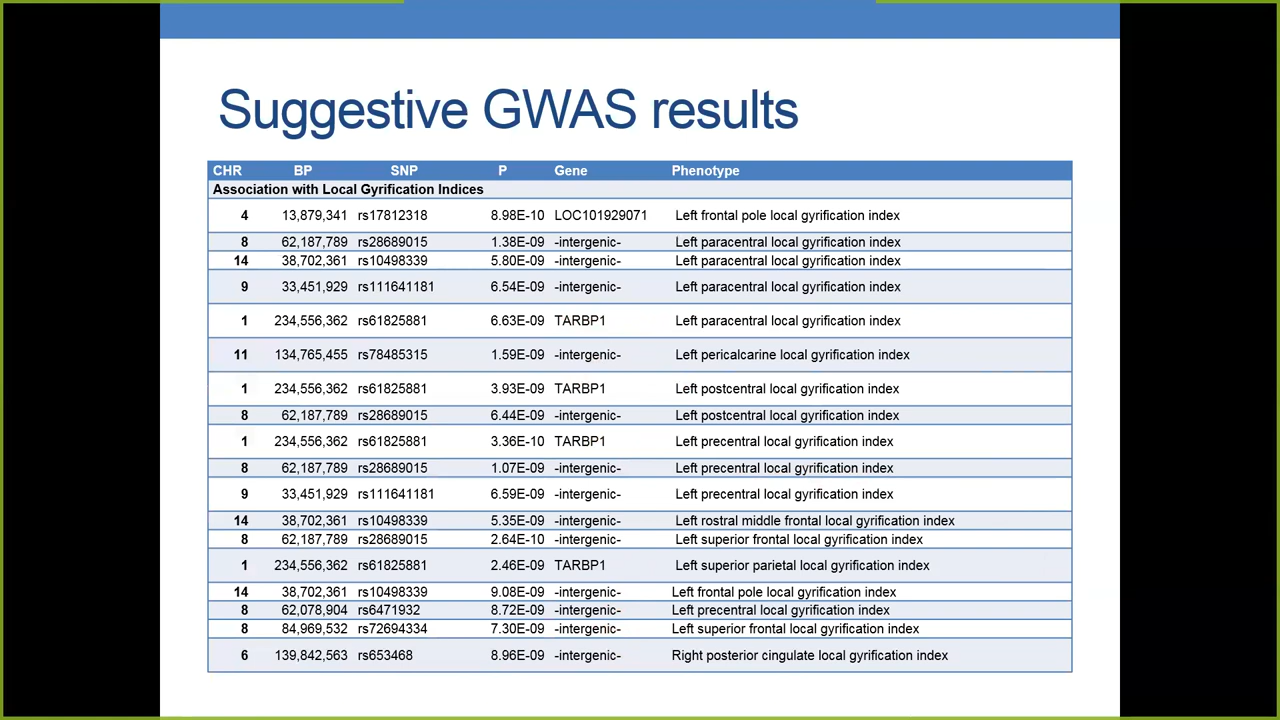 Suggestive GWAS results
CHR BP SNP P Gene Phenotype
Association with Local Gyrification Indices
4 13,879,341 rs17812318 8.98E-10 LOC101929071 Left frontal pole local gyrification index
8 62,187,789 rs28689015 1.38E-09 -intergenic- Left paracentral local gyrification index
14 38,702,361 rs10498339 5.80E-09 -intergenic- Left paracentral local gyrification index
9 33,451,929 rs111641181 6.54E-09 -intergenic- Left paracentral local gyrification index
1 234,556,362 rs61825881 6.63E-09 TARBP1 Left paracentral local gyrification index
11 134,765,455 rs78485315 1.59E-09 -intergenic- Left pericalcarine local gyrification index
1 234,556,362 rs61825881 3.93E-09 TARBP1 Left postcentral local gyrification index
8 62,187,789 rs28689015 6.44E-09 -intergenic- Left postcentral local gyrification index
1 234,556,362 rs61825881 3.36E-10 TARBP1 Left precentral local gyrification index
8 62,187,789 rs28689015 1.07E-09 -intergenic- Left precentral local gyrification index
9 33,451,929 rs111641181 6.59E-09 -intergenic- Left precentral local gyrification index
14 38,702,361 rs10498339 5.35E-09 -intergenic- Left rostral middle frontal local gyrification index
8 62,187,789 rs28689015 2.64E-10 -intergenic- Left superior frontal local gyrification index
1 234,556,362 rs61825881 2.46E-09 TARBP1 Left superior parietal local gyrification index
14 38,702,361 rs10498339 9.08E-09 -intergenic- Left frontal pole local gyrification index
8 62,078,904 rs6471932 8.72E-09 -intergenic- Left precentral local gyrification index
8 84,969,532 rs72694334 7.30E-09 -intergenic- Left superior frontal local gyrification index
6 139,842,563 rs653468 8.96E-09 -intergenic- Right posterior cingulate local gyrification index